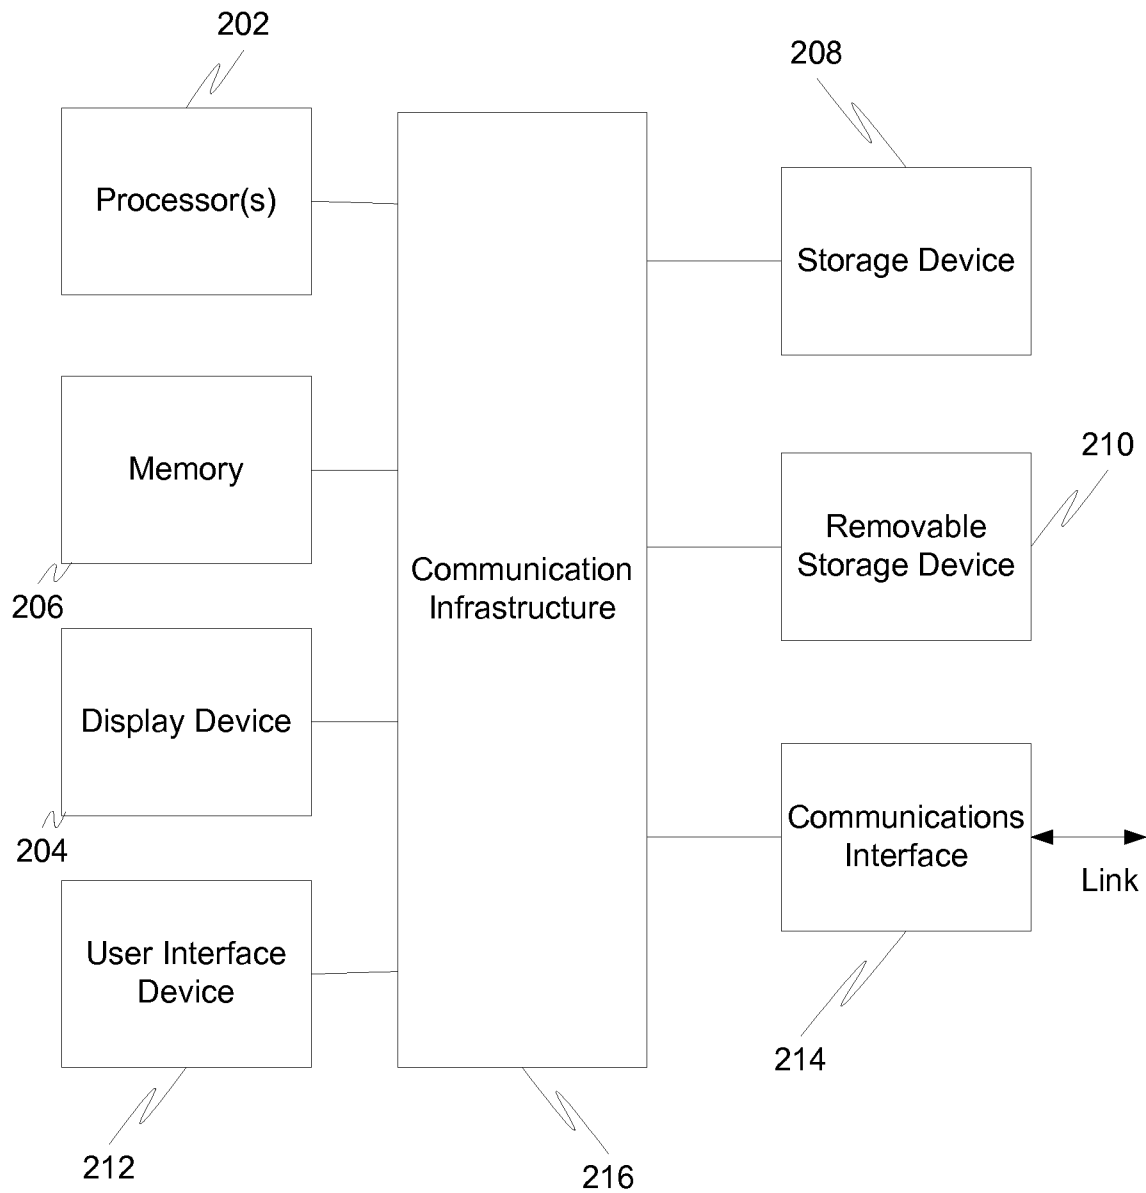 202
208
Processor(s)
Storage Device
Memory
210
Removable
Storage Device
Communication
Infrastructure
206
Display Device
Communications
Interface
204
Link
User Interface
Device
214
212
216